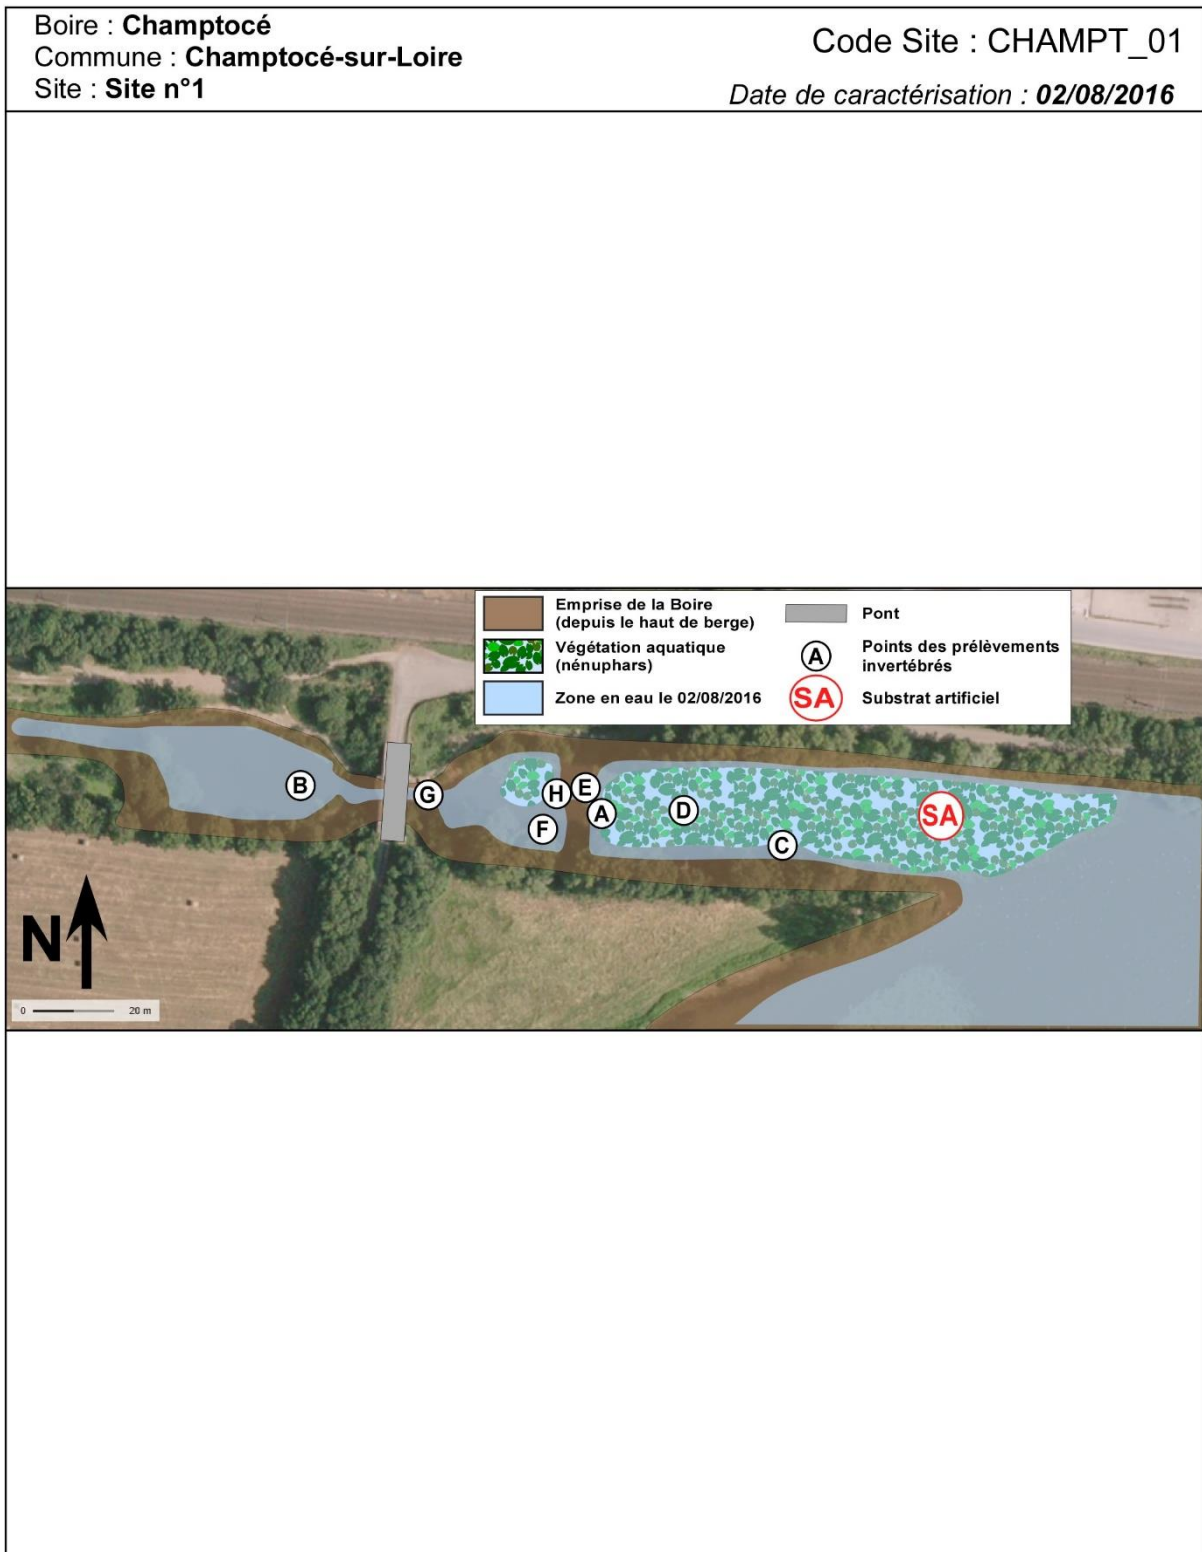 Boire : Champtocé
Commune : Champtocé-sur-Loire
Site : Site n°1
Code Site : CHAMPT_01
Date de caractérisation : 02/08/2016
Emprise de la Boire
(depuis le haut de berge)
Végétation aquatique
(nénuphars)
Zone en eau le 02/08/2016
Pont
A
Points des prélèvements
invertébrés
SA
Substrat artificiel
B
G
H
E
F
A
D
C
SA
N
0 20 m